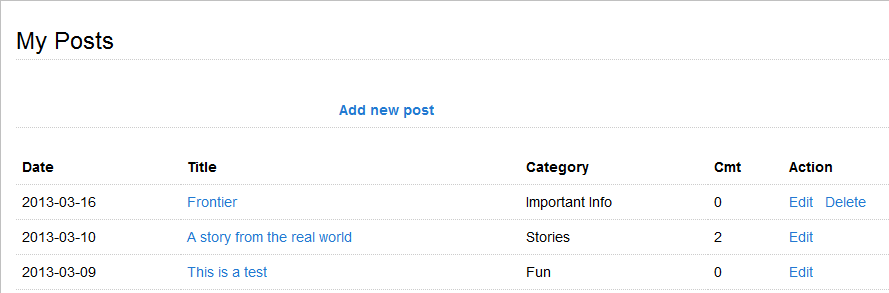 My Posts
Add new post
Date Title Category Cmt Action
2013-03-16 Frontier Important Info 0 Edit Delete
2013-03-10 A story from the real world Stories 2 Edit
2013-03-09 This is a test Fun 0 Edit